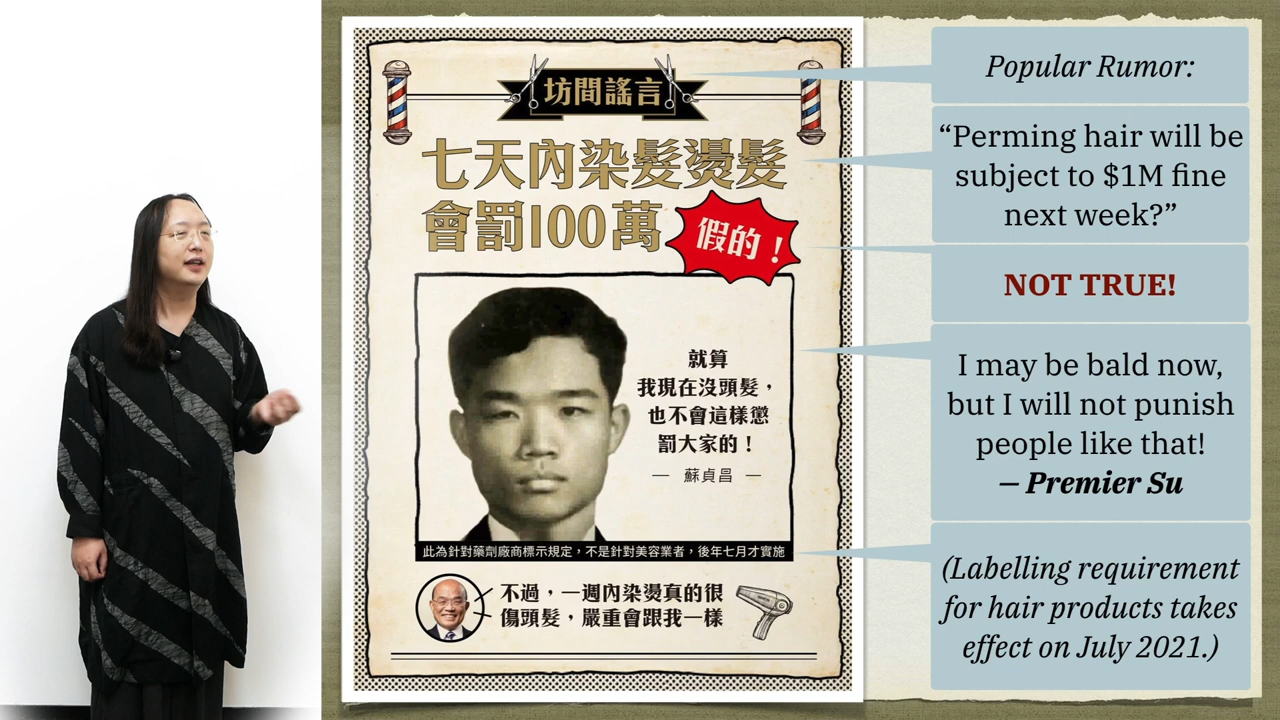 坊間謠言
七天內染髮燙髮
會罰100萬
假的！
就算
我現在沒頭髮，
也不會這樣懲
罰大家的！
— 蘇貞昌 —
此為針對藥劑廠商標示規定，不是針對美容業者，後年七月才實施
不過，一週內染燙真的很
傷頭髮，嚴重會跟我一樣
Popular Rumor:
“Perming hair will be
subject to $1M fine
next week?”
NOT TRUE!
I may be bald now,
but I will not punish
people like that!
— Premier Su
(Labelling requirement
for hair products takes
effect on July 2021.)